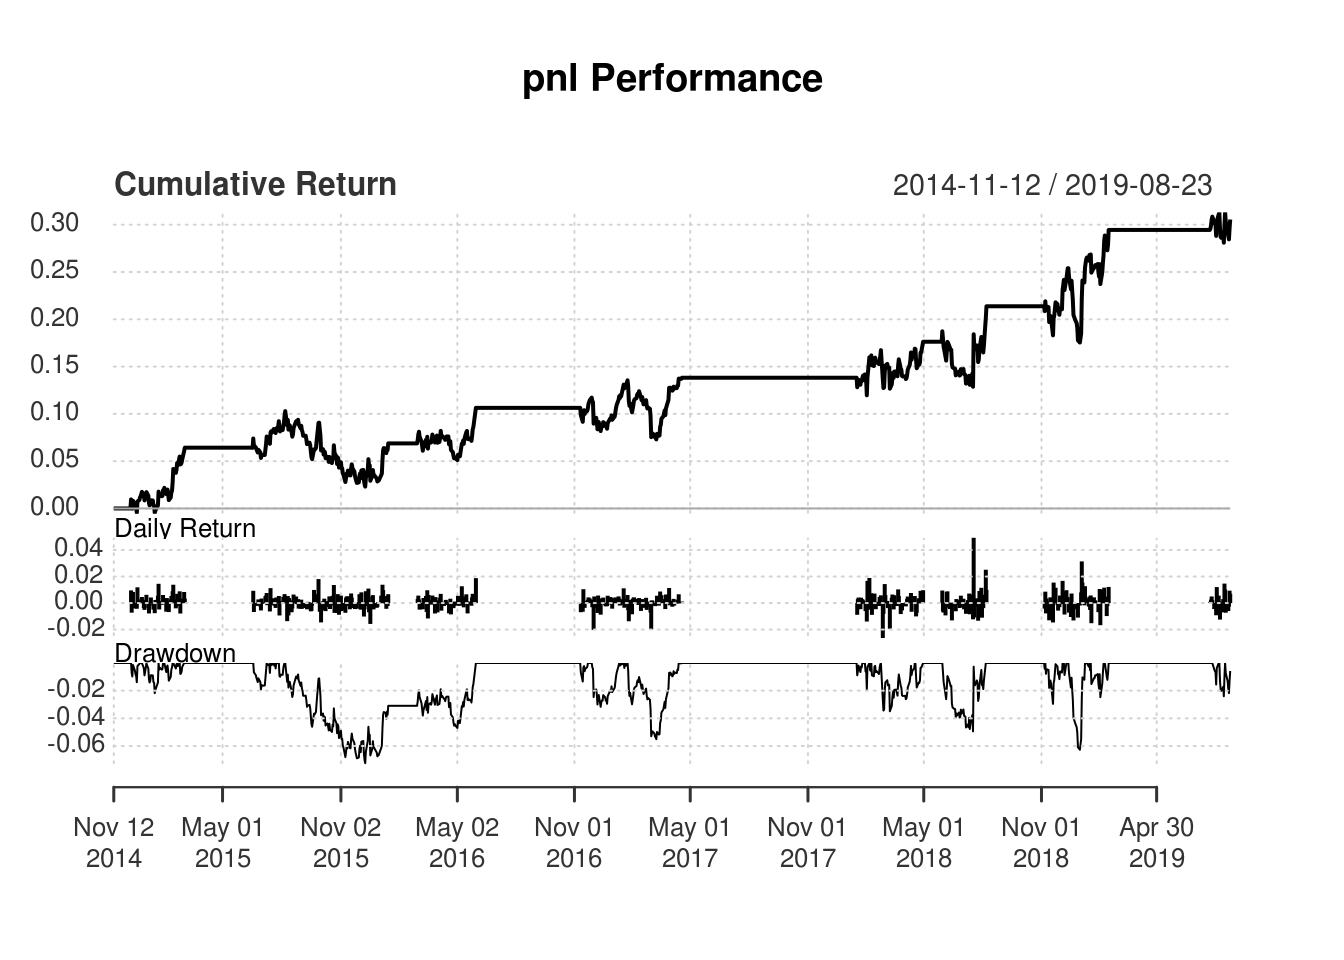 pnl Performance
Cumulative Return 2014-11-12 / 2019-08-23
0.30
0.25
0.20
0.15
0.10
0.05
0.00
Daily Return
0.04
0.02
0.00
-0.02
Drawdown
-0.02
-0.04
-0.06
Nov 12 May 01 Nov 02 May 02 Nov 01 May 01 Nov 01 May 01 Nov 01 Apr 30
2014 2015 2015 2016 2016 2017 2017 2018 2018 2019